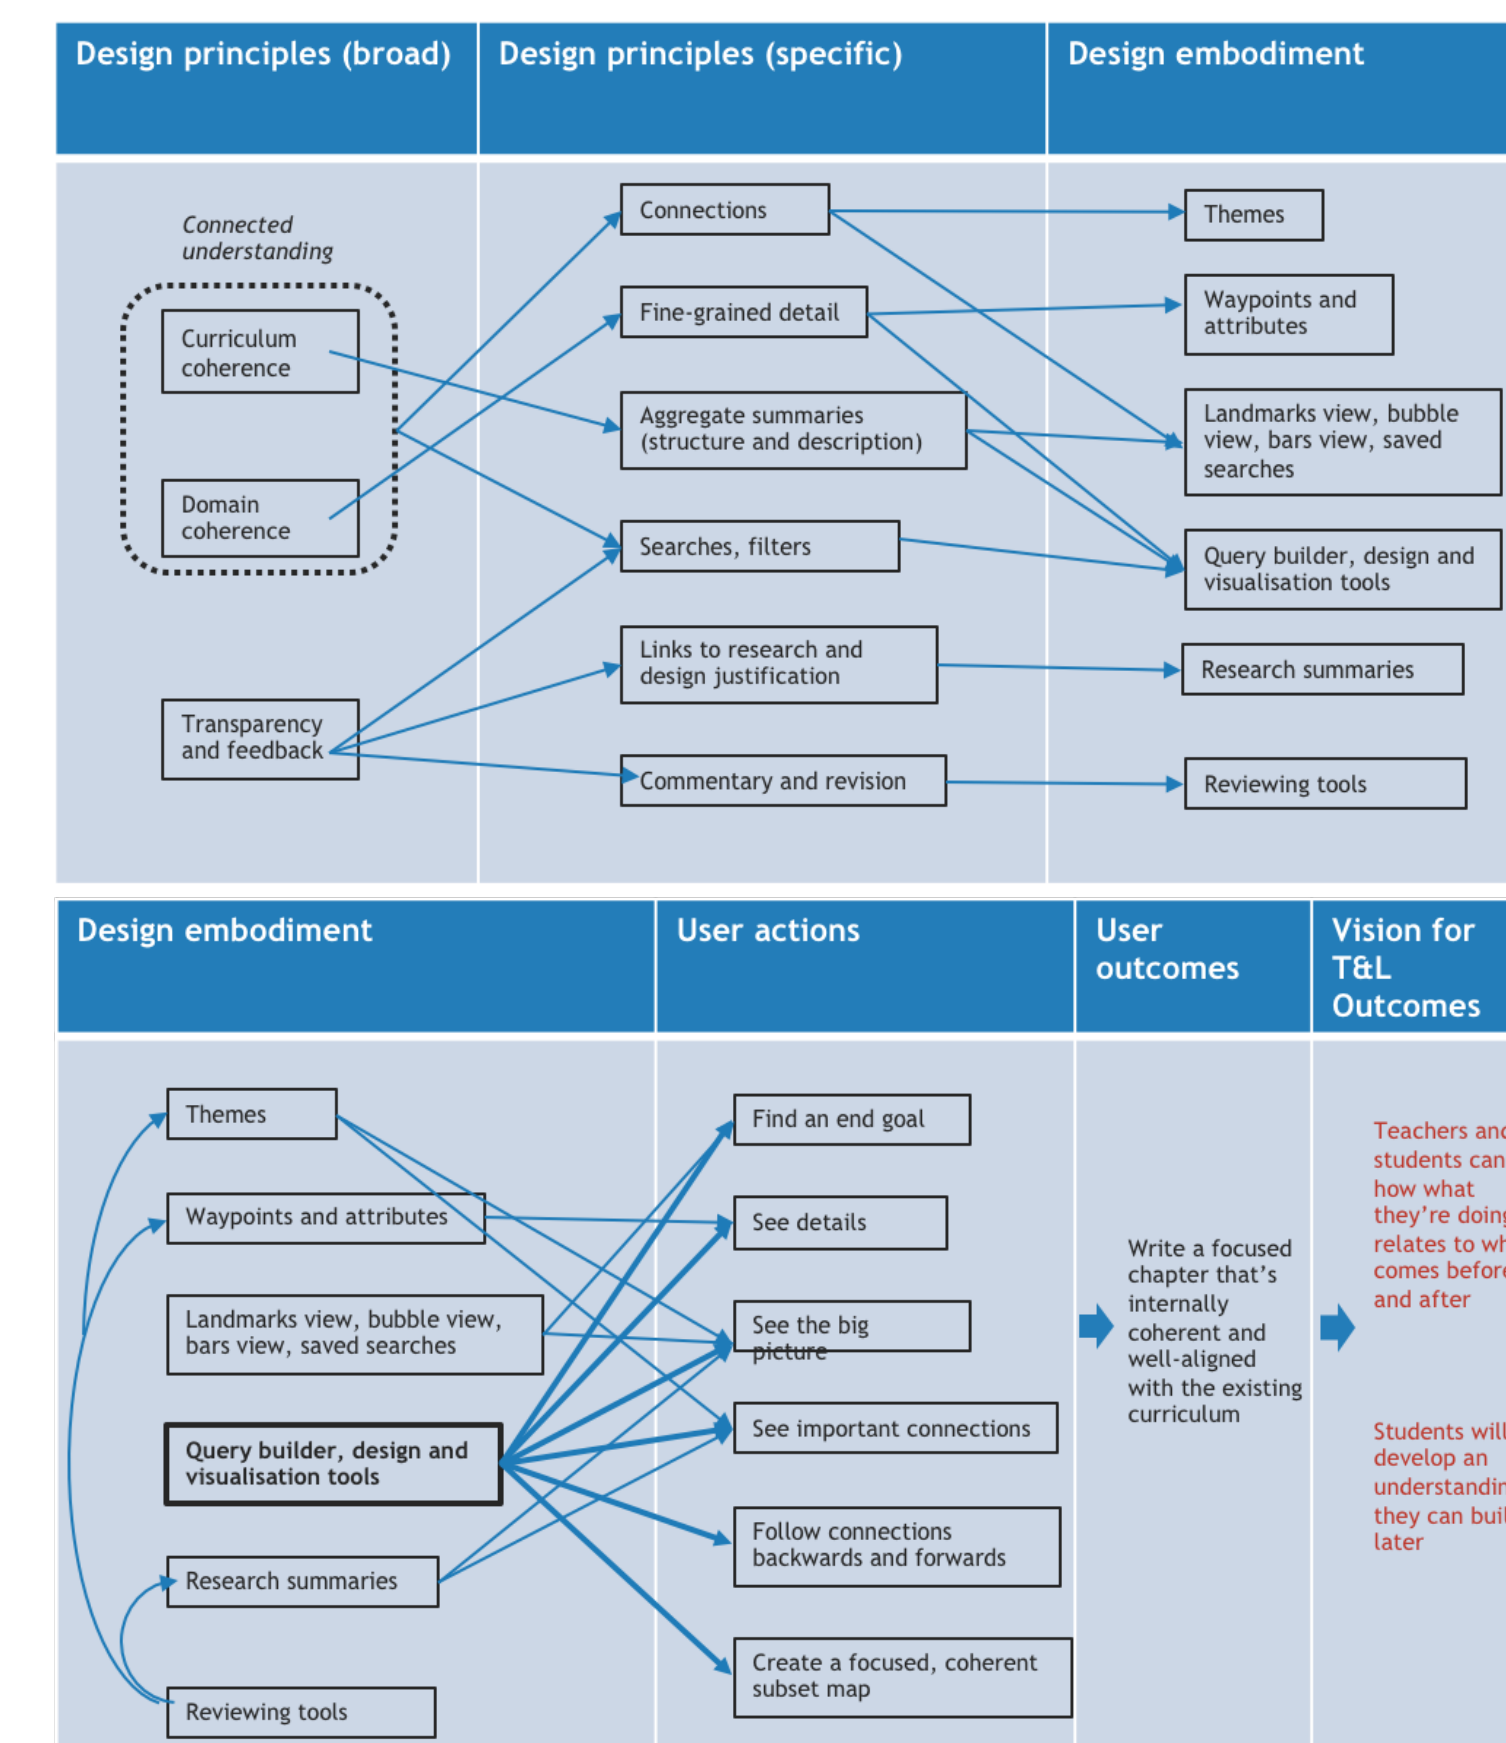 Design principles (broad)
Design principles (specific)
Design embodiment
Connected
understanding
Curriculum
coherence
Domain
coherence
Transparency
and feedback
Connections
Fine-grained detail
Aggregate summaries
(structure and description)
Searches, filters
Links to research and
design justification
Commentary and revision
Themes
Waypoints and
attributes
Landmarks view, bubble
view, bars view, saved
searches
Query builder, design and
visualisation tools
Research summaries
Reviewing tools
Design embodiment
User actions
User
outcomes
Vision for
T&L
Outcomes
Themes
Waypoints and attributes
Landmarks view, bubble view,
bars view, saved searches
Query builder, design and
visualisation tools
Research summaries
Reviewing tools
Find an end goal
See details
See the big
picture
See important connections
Follow connections
backwards and forwards
Create a focused, coherent
subset map
Write a focused
chapter that's
internally
coherent and
well-aligned
with the existing
curriculum
Teachers
students can
how what
they're
relates to
comes
and after
Students will
develop an
they can
later